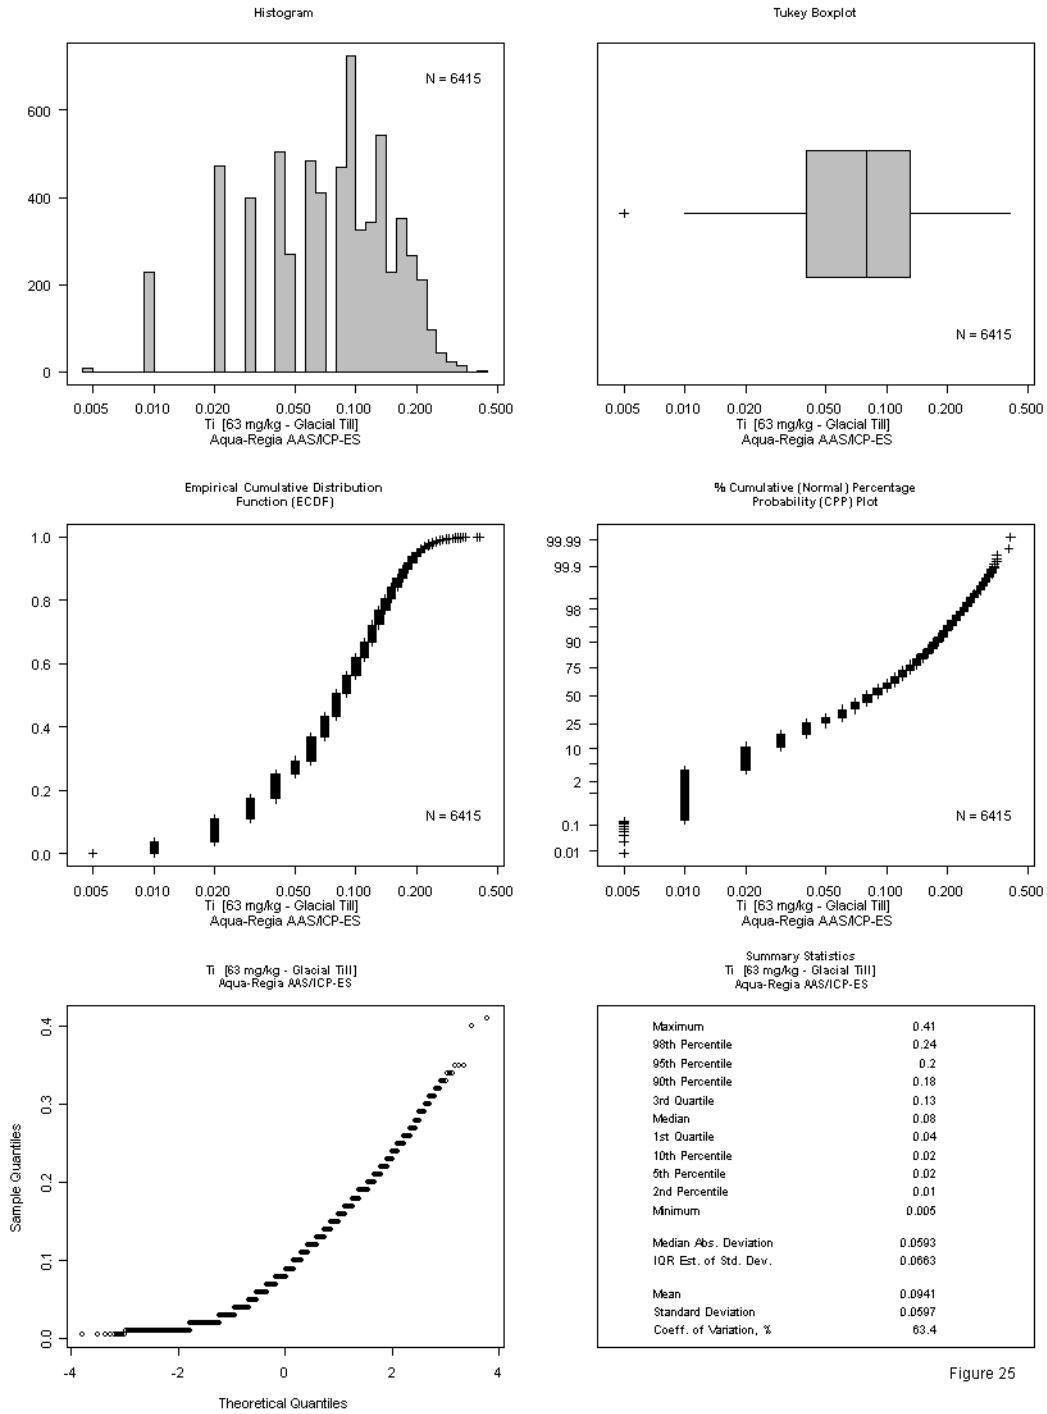 Histogram
N = 6415
600
400
200
0
0.005 0.010 0.020 0.050 0.100 0.200 0.500
Ti [63 mg/kg - Glacial Till]
Aqua-Regia AAS/ICP-ES
Tukey Boxplot
N = 6415
0.005 0.010 0.020 0.050 0.100 0.200 0.500
Ti [63 mg/kg - Glacial Till]
Aqua-Regia AAS/ICP-ES
Empirical Cumulative Distribution
Function (ECDF)
1.0
0.8
0.6
0.4
0.2
0.0
N = 6415
0.005 0.010 0.020 0.050 0.100 0.200 0.500
Ti [63 mg/kg - Glacial Till]
Aqua-Regia AAS/ICP-ES
% Cumulative (Normal) Percentage
Probability (CPP) Plot
99.99
99.9
98
90
75
50
25
10
2
0.1
0.01
N = 6415
0.005 0.010 0.020 0.050 0.100 0.200 0.500
Ti [63 mg/kg - Glacial Till]
Aqua-Regia AAS/ICP-ES
Ti [63 mg/kg - Glacial Till]
Aqua-Regia AAS/ICP-ES
Sample Quantiles
0.4
0.3
0.2
0.1
0.0
-4 -2 0 2 4
Theoretical Quantiles
Summary Statistics
Ti [63 mg/kg - Glacial Till]
Aqua-Regia AAS/ICP-ES
Maximum 0.41
98th Percentile 0.24
95th Percentile 0.2
90th Percentile 0.18
3rd Quartile 0.13
Median 0.08
1st Quartile 0.04
10th Percentile 0.02
5th Percentile 0.02
2nd Percentile 0.01
Minimum 0.005
Median Abs. Deviation 0.0593
IQR Est. of Std. Dev. 0.0663
Mean 0.0941
Standard Deviation 0.0597
Coeff. of Variation, % 63.4
Figure 25